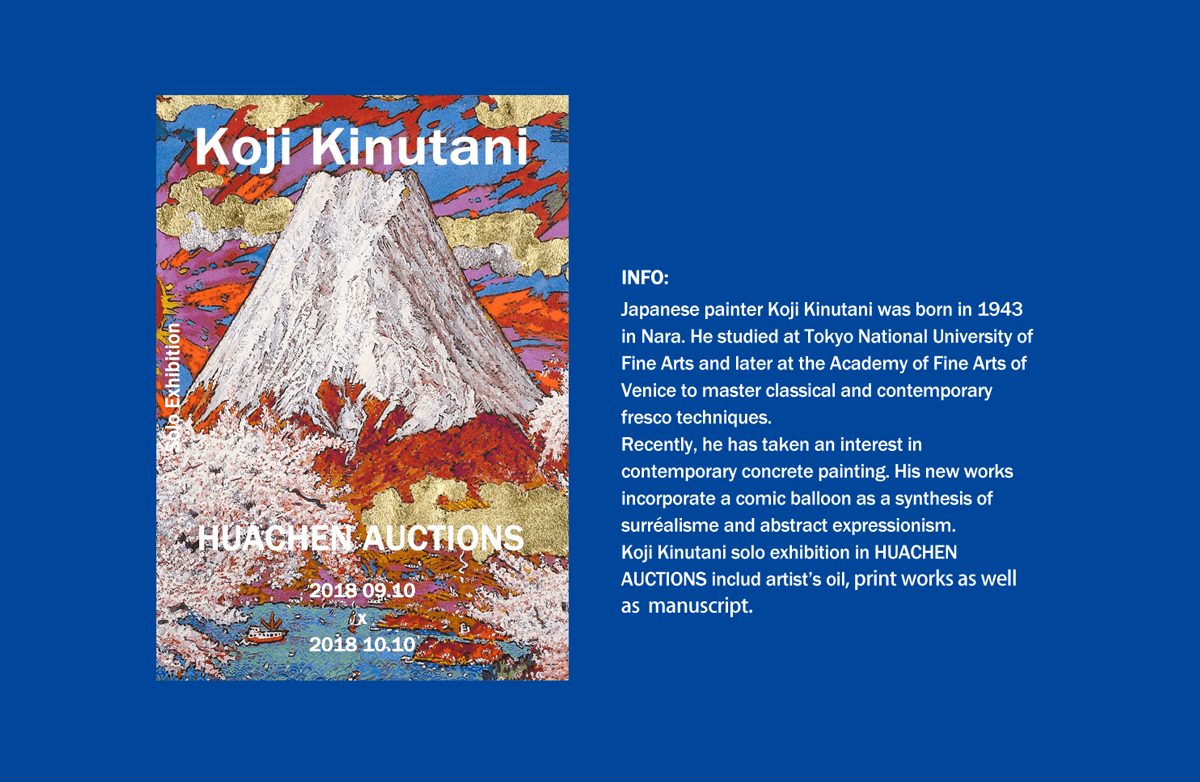 Koji Kinutani
Solo Exhibition
HUACHEN AUCTIONS
2018 09.10
x
2018 10.10
INFO:
Japanese painter Koji Kinutani was born in 1943
in Nara. He studied at Tokyo National University of
Fine Arts and later at the Academy of Fine Arts of
Venice to master classical and contemporary
fresco techniques.
Recently, he has taken an interest in
contemporary concrete painting. His new works
incorporate a comic balloon as a synthesis of
surréalisme and abstract expressionism.
Koji Kinutani solo exhibition in HUACHEN
AUCTIONS includ artist’s oil, print works as well
as manuscript.